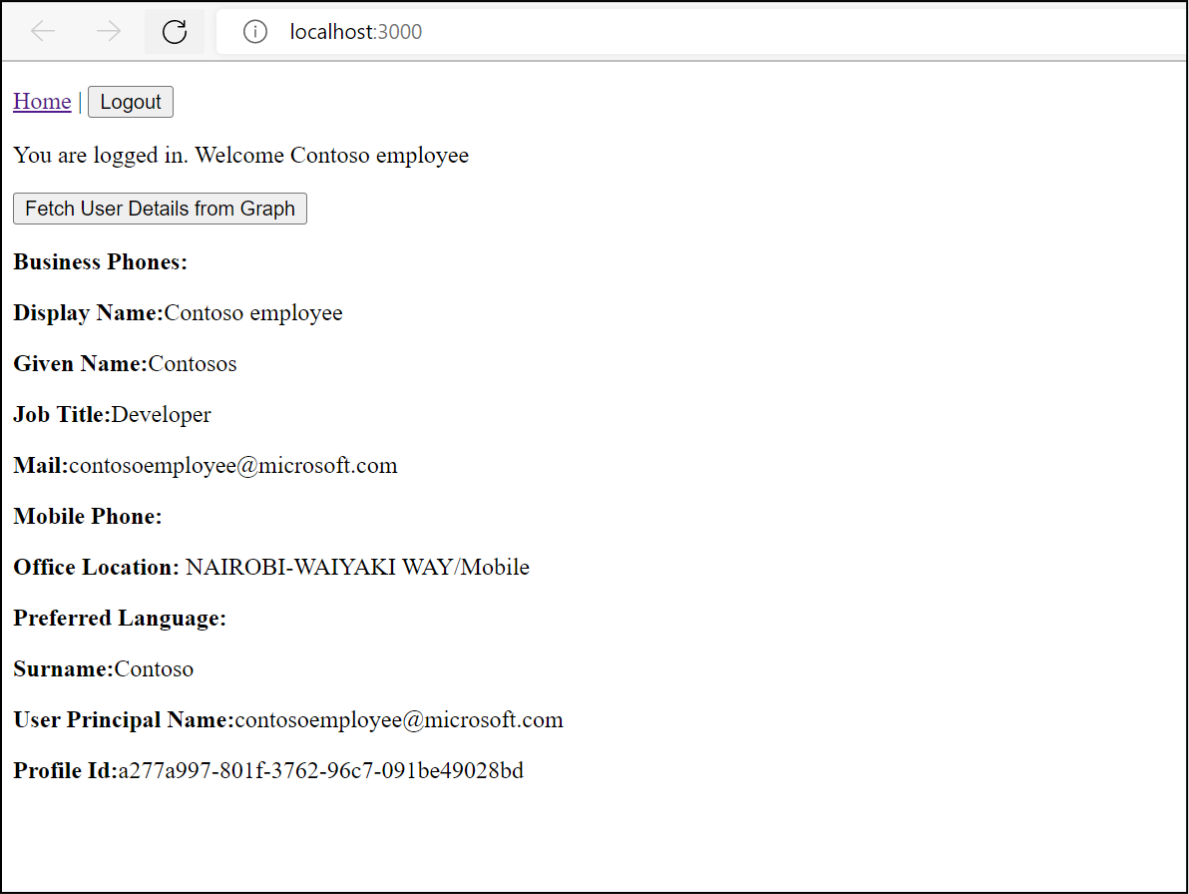 localhost:3000
Home | Logout
You are logged in. Welcome Contoso employee
Fetch User Details from Graph
Business Phones:
Display Name:Contoso employee
Given Name:Contosos
Job Title:Developer
Mail:contosoemployee@microsoft.com
Mobile Phone:
Office Location: NAIROBI-WAIYAKI WAY/Mobile
Preferred Language:
Surname:Contoso
User Principal Name:contosoemployee@microsoft.com
Profile Id:a277a997-801f-3762-96c7-091be49028bd